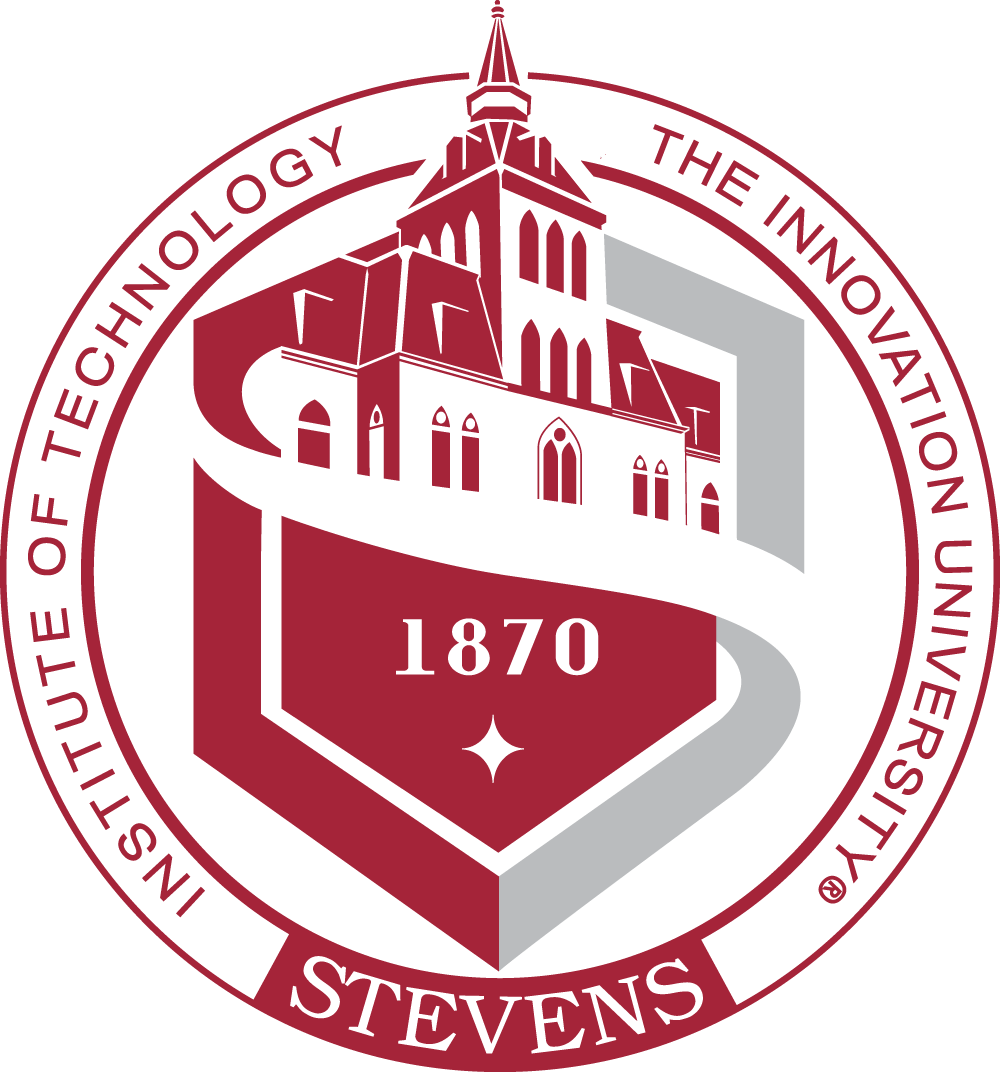 INSTITUTE OF TECHNOLOGY
THE INNOVATION UNIVERSITY®
1870
STEVENS